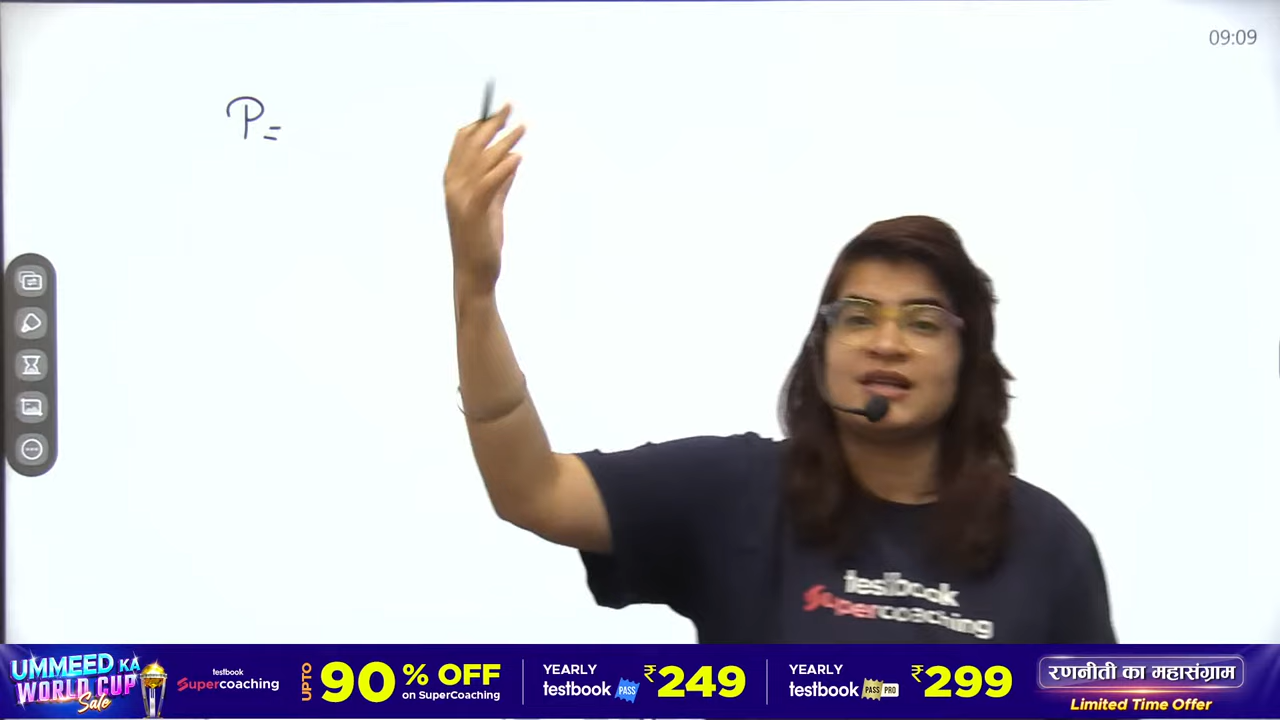 09:09
P=
testbook
Supercoaching
UMMEED KA
WORLD CUP
Sale
testbook
Supercoaching
UPTO 90% OFF
on SuperCoaching
YEARLY
testbook PASS ₹249
YEARLY
testbook PASS PRO ₹299
रणनीती का महासंग्राम
Limited Time Offer